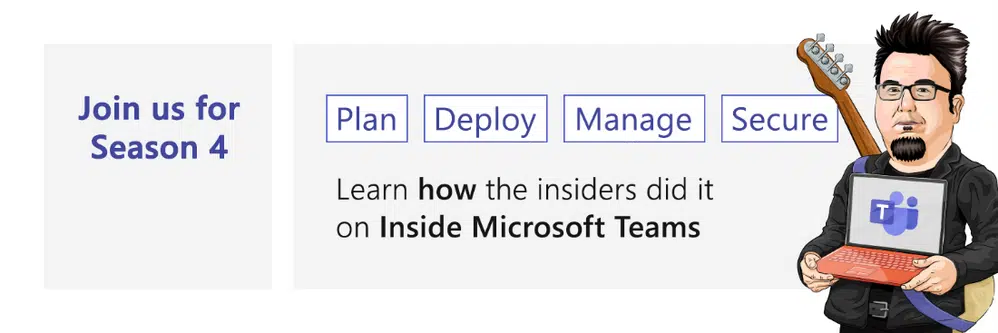 Join us for
Season 4
Plan Deploy Manage Secure
Learn how the insiders did it
on Inside Microsoft Teams
T